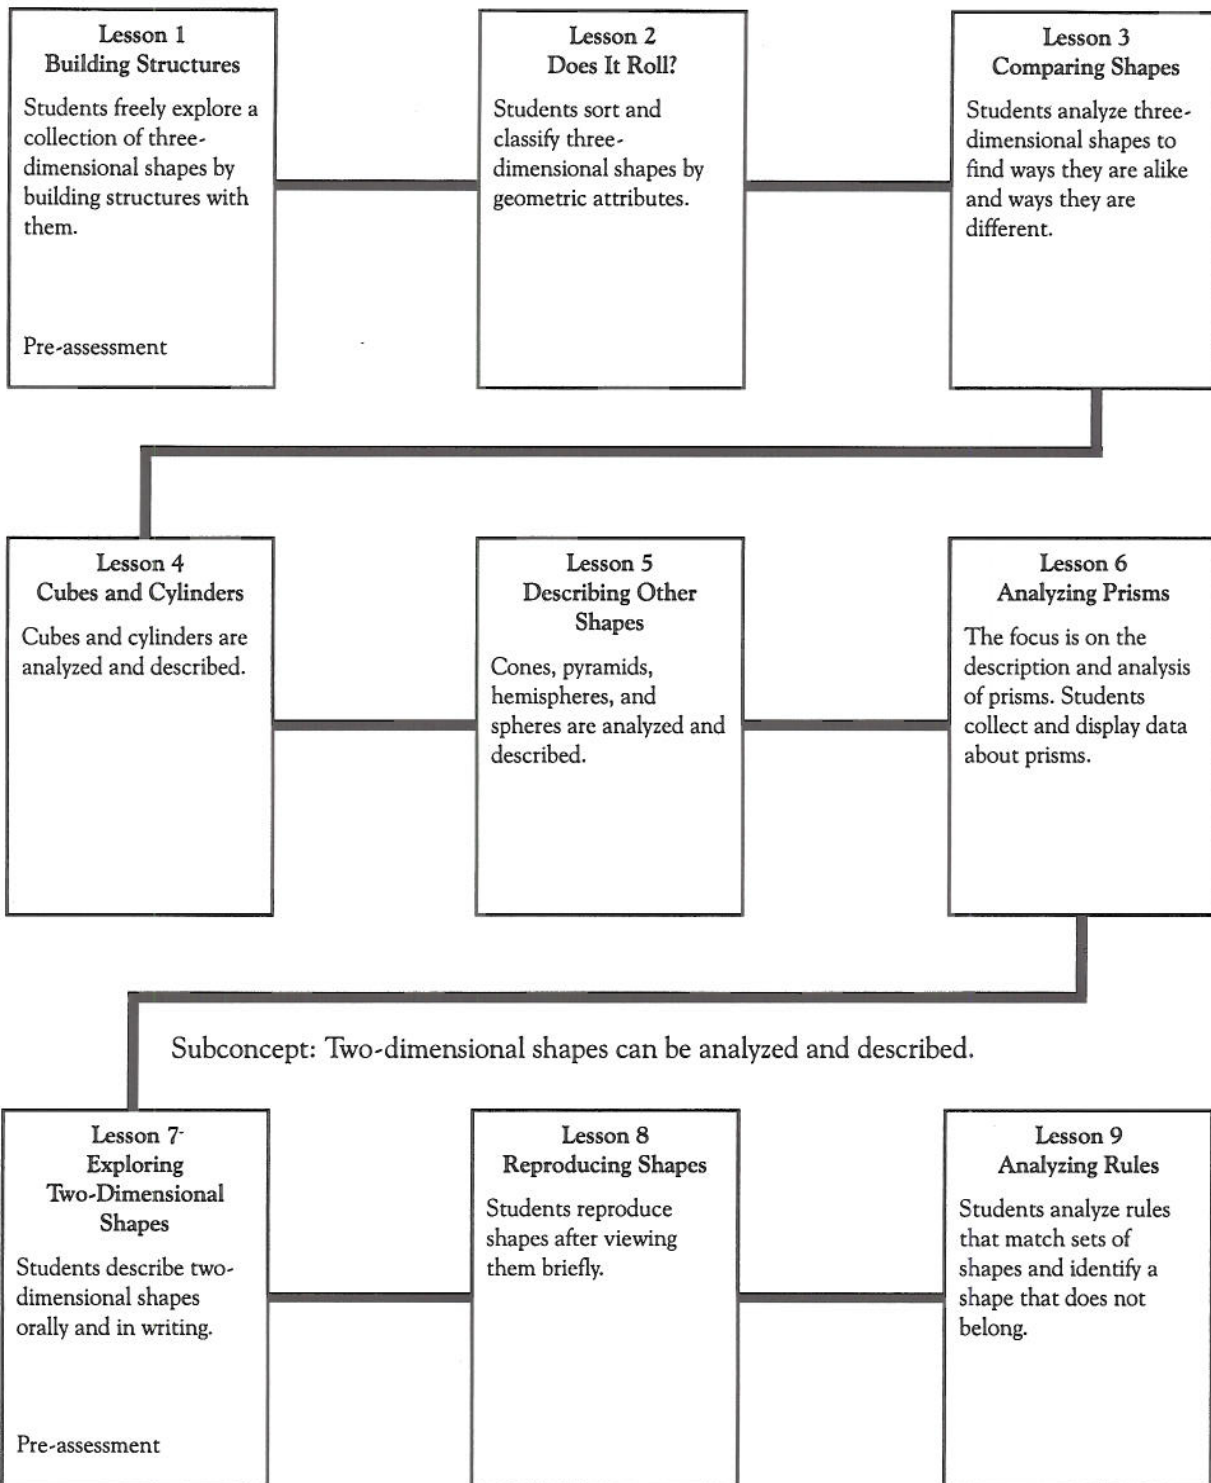 Lesson 1
Building Structures
Students freely explore a
collection of three-
dimensional shapes by
building structures with
them.
Pre-assessment
Lesson 2
Does It Roll?
Students sort and
classify three-
dimensional shapes by
geometric attributes.
Lesson 3
Comparing Shapes
Students analyze three-
dimensional shapes to
find ways they are alike
and ways they are
different.
Lesson 4
Cubes and Cylinders
Cubes and cylinders are
analyzed and described.
Lesson 5
Describing Other
Shapes
Cones, pyramids,
hemispheres, and
spheres are analyzed and
described.
Lesson 6
Analyzing Prisms
The focus is on the
description and analysis
of prisms. Students
collect and display data
about prisms.
Subconcept: Two-dimensional shapes can be analyzed and described.
Lesson 7
Exploring
Two-Dimensional
Shapes
Students describe two-
dimensional shapes
orally and in writing.
Pre-assessment
Lesson 8
Reproducing Shapes
Students reproduce
shapes after viewing
them briefly.
Lesson 9
Analyzing Rules
Students analyze rules
that match sets of
shapes and identify a
shape that does not
belong.